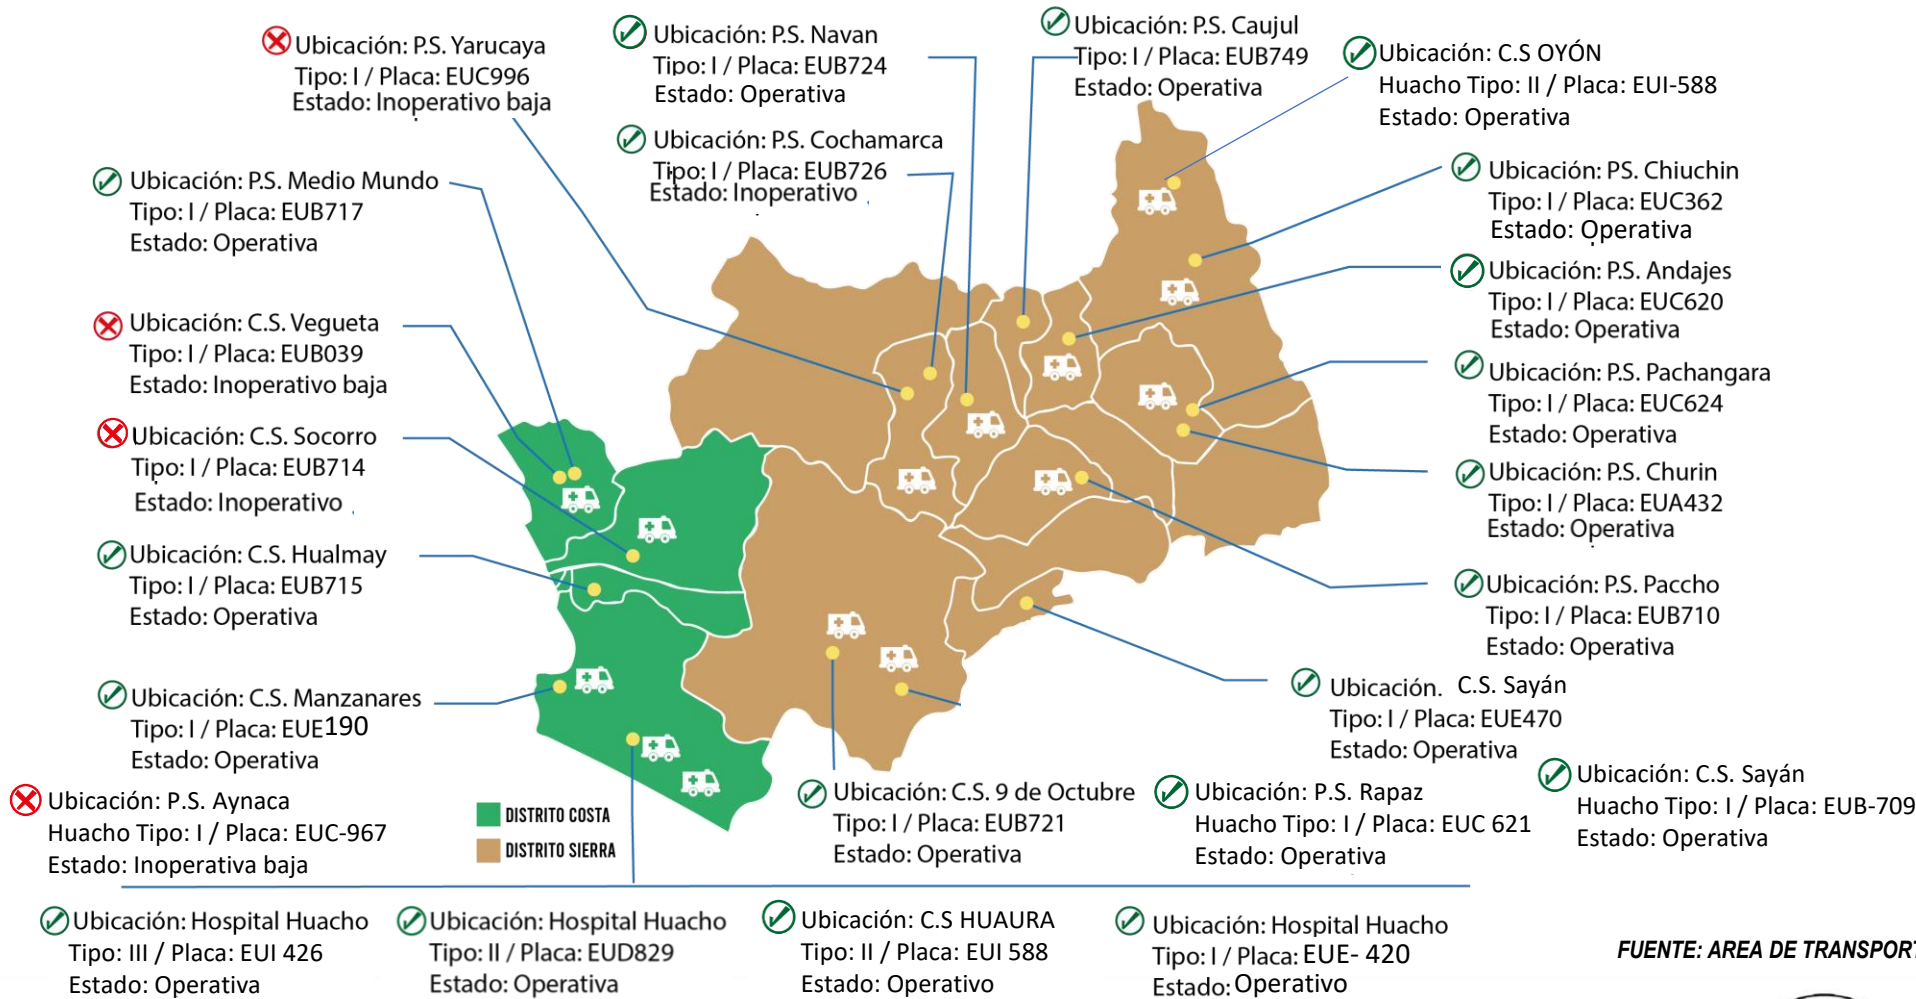 Ubicación: P.S. Yarucaya
Tipo: I / Placa: EUC996
Estado: Inoperativo baja
Ubicación: P.S. Navan
Tipo: I / Placa: EUB724
Estado: Operativa
Ubicación: P.S. Caujul
Tipo: I / Placa: EUB749
Estado: Operativa
Ubicación: C.S OYÓN
Huacho Tipo: II / Placa: EUI-588
Estado: Operativa
Ubicación: P.S. Cochamarca
Tipo: I / Placa: EUB726
Estado: Inoperativo
Ubicación: P.S. Medio Mundo
Tipo: I / Placa: EUB717
Estado: Operativa
Ubicación: PS. Chiuchin
Tipo: I / Placa: EUC362
Estado: Operativa
Ubicación: P.S. Andajes
Tipo: I / Placa: EUC620
Estado: Operativa
Ubicación: C.S. Vegueta
Tipo: I / Placa: EUB039
Estado: Inoperativo baja
Ubicación: P.S. Pachangara
Tipo: I / Placa: EUC624
Estado: Operativa
Ubicación: C.S. Socorro
Tipo: I / Placa: EUB714
Estado: Inoperativo
Ubicación: P.S. Churin
Tipo: I / Placa: EUA432
Estado: Operativa
Ubicación: C.S. Hualmay
Tipo: I / Placa: EUB715
Estado: Operativa
Ubicación: P.S. Paccho
Tipo: I / Placa: EUB710
Estado: Operativa
Ubicación: C.S. Manzanares
Tipo: I / Placa: EUE190
Estado: Operativa
Ubicación. C.S. Sayán
Tipo: I / Placa: EUE470
Estado: Operativa
Ubicación: P.S. Aynaca
Huacho Tipo: I / Placa: EUC-967
Estado: Inoperativa baja
DISTRITO COSTA
DISTRITO SIERRA
Ubicación: C.S. 9 de Octubre
Tipo: I / Placa: EUB721
Estado: Operativa
Ubicación: P.S. Rapaz
Huacho Tipo: I / Placa: EUC 621
Estado: Operativa
Ubicación: C.S. Sayán
Huacho Tipo: I / Placa: EUB-709
Estado: Operativa
Ubicación: Hospital Huacho
Tipo: III / Placa: EUI 426
Estado: Operativa
Ubicación: Hospital Huacho
Tipo: II / Placa: EUD829
Estado: Operativa
Ubicación: C.S HUAURA
Tipo: II / Placa: EUI 588
Estado: Operativo
Ubicación: Hospital Huacho
Tipo: I / Placa: EUE- 420
Estado: Operativo
FUENTE: AREA DE TRANSPORT